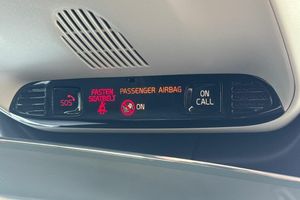 SOS
FASTEN
SEATBELT
PASSENGER AIRBAG
ON
ON
CALL